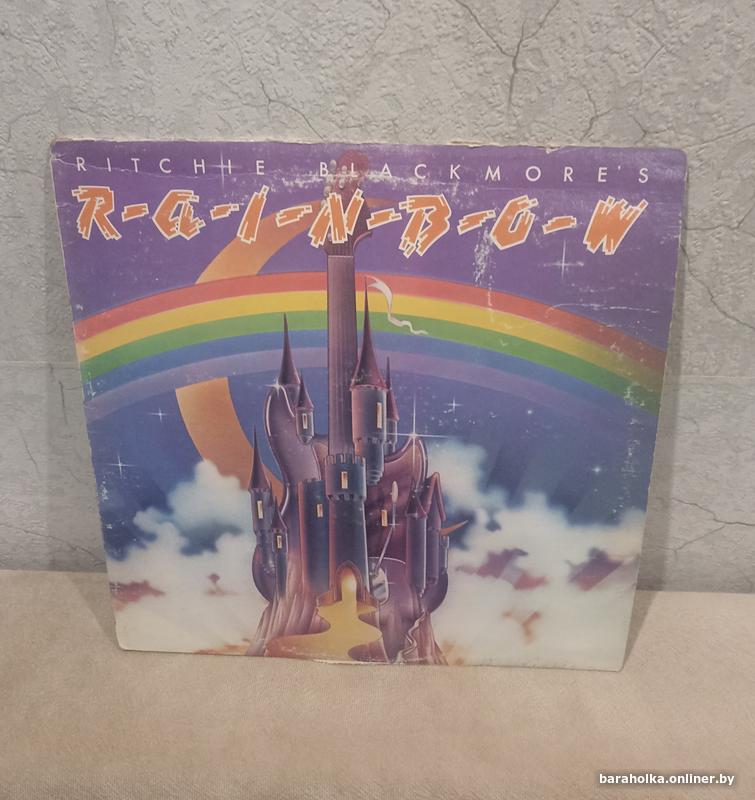 RITCHIE BLACKMORE'S
R-A-I-N-B-O-W
baraholka.onliner.by